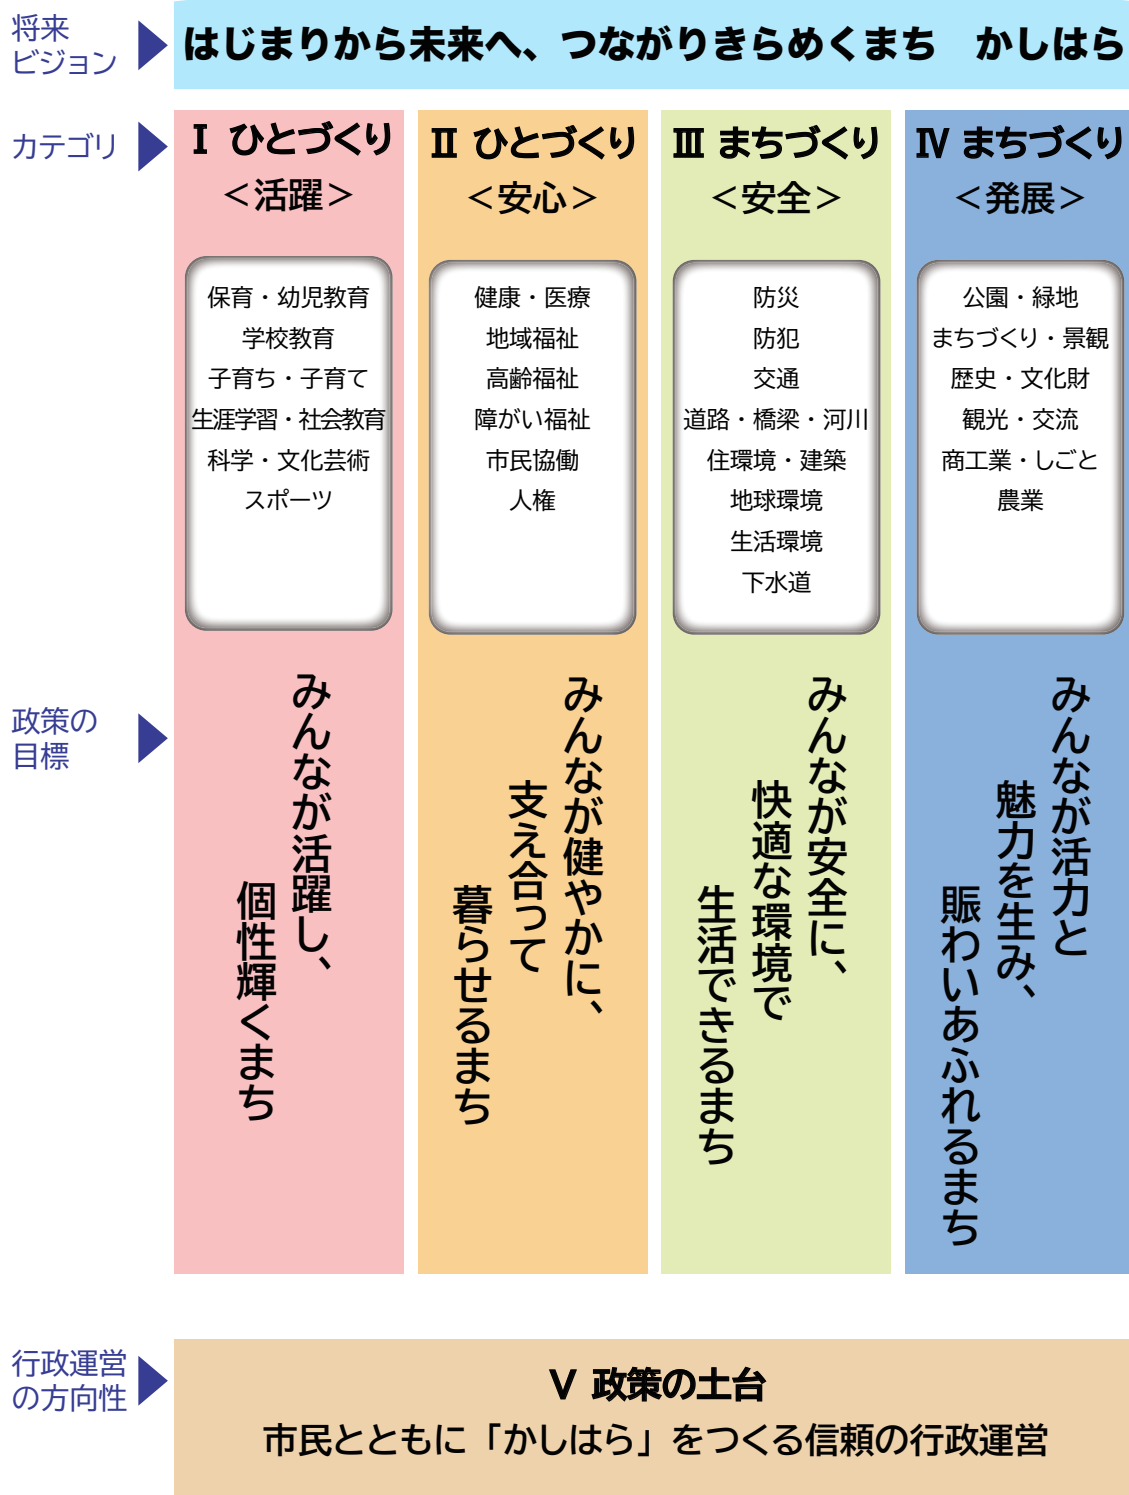 将来
ビジョン
はじまりから未来へ、つながりきらめくまち　かしはら
カテゴリ
Ⅰ ひとづくり
＜活躍＞
保育・幼児教育
学校教育
子育ち・子育て
生涯学習・社会教育
科学・文化芸術
スポーツ
Ⅱ ひとづくり
＜安心＞
健康・医療
地域福祉
高齢福祉
障がい福祉
市民協働
人権
Ⅲ まちづくり
＜安全＞
防災
防犯
交通
道路・橋梁・河川
住環境・建築
地球環境
生活環境
下水道
Ⅳ まちづくり
＜発展＞
公園・緑地
まちづくり・景観
歴史・文化財
観光・交流
商工業・しごと
農業
政策の
目標
みんなが活躍し、
個性輝くまち
みんなが健やかに、
支え合って
暮らせるまち
みんなが安全に、
快適な環境で
生活できるまち
みんなが活力と
魅力を生み、
賑わいあふれるまち
行政運営
の方向性
Ⅴ 政策の土台
市民とともに「かしはら」をつくる信頼の行政運営